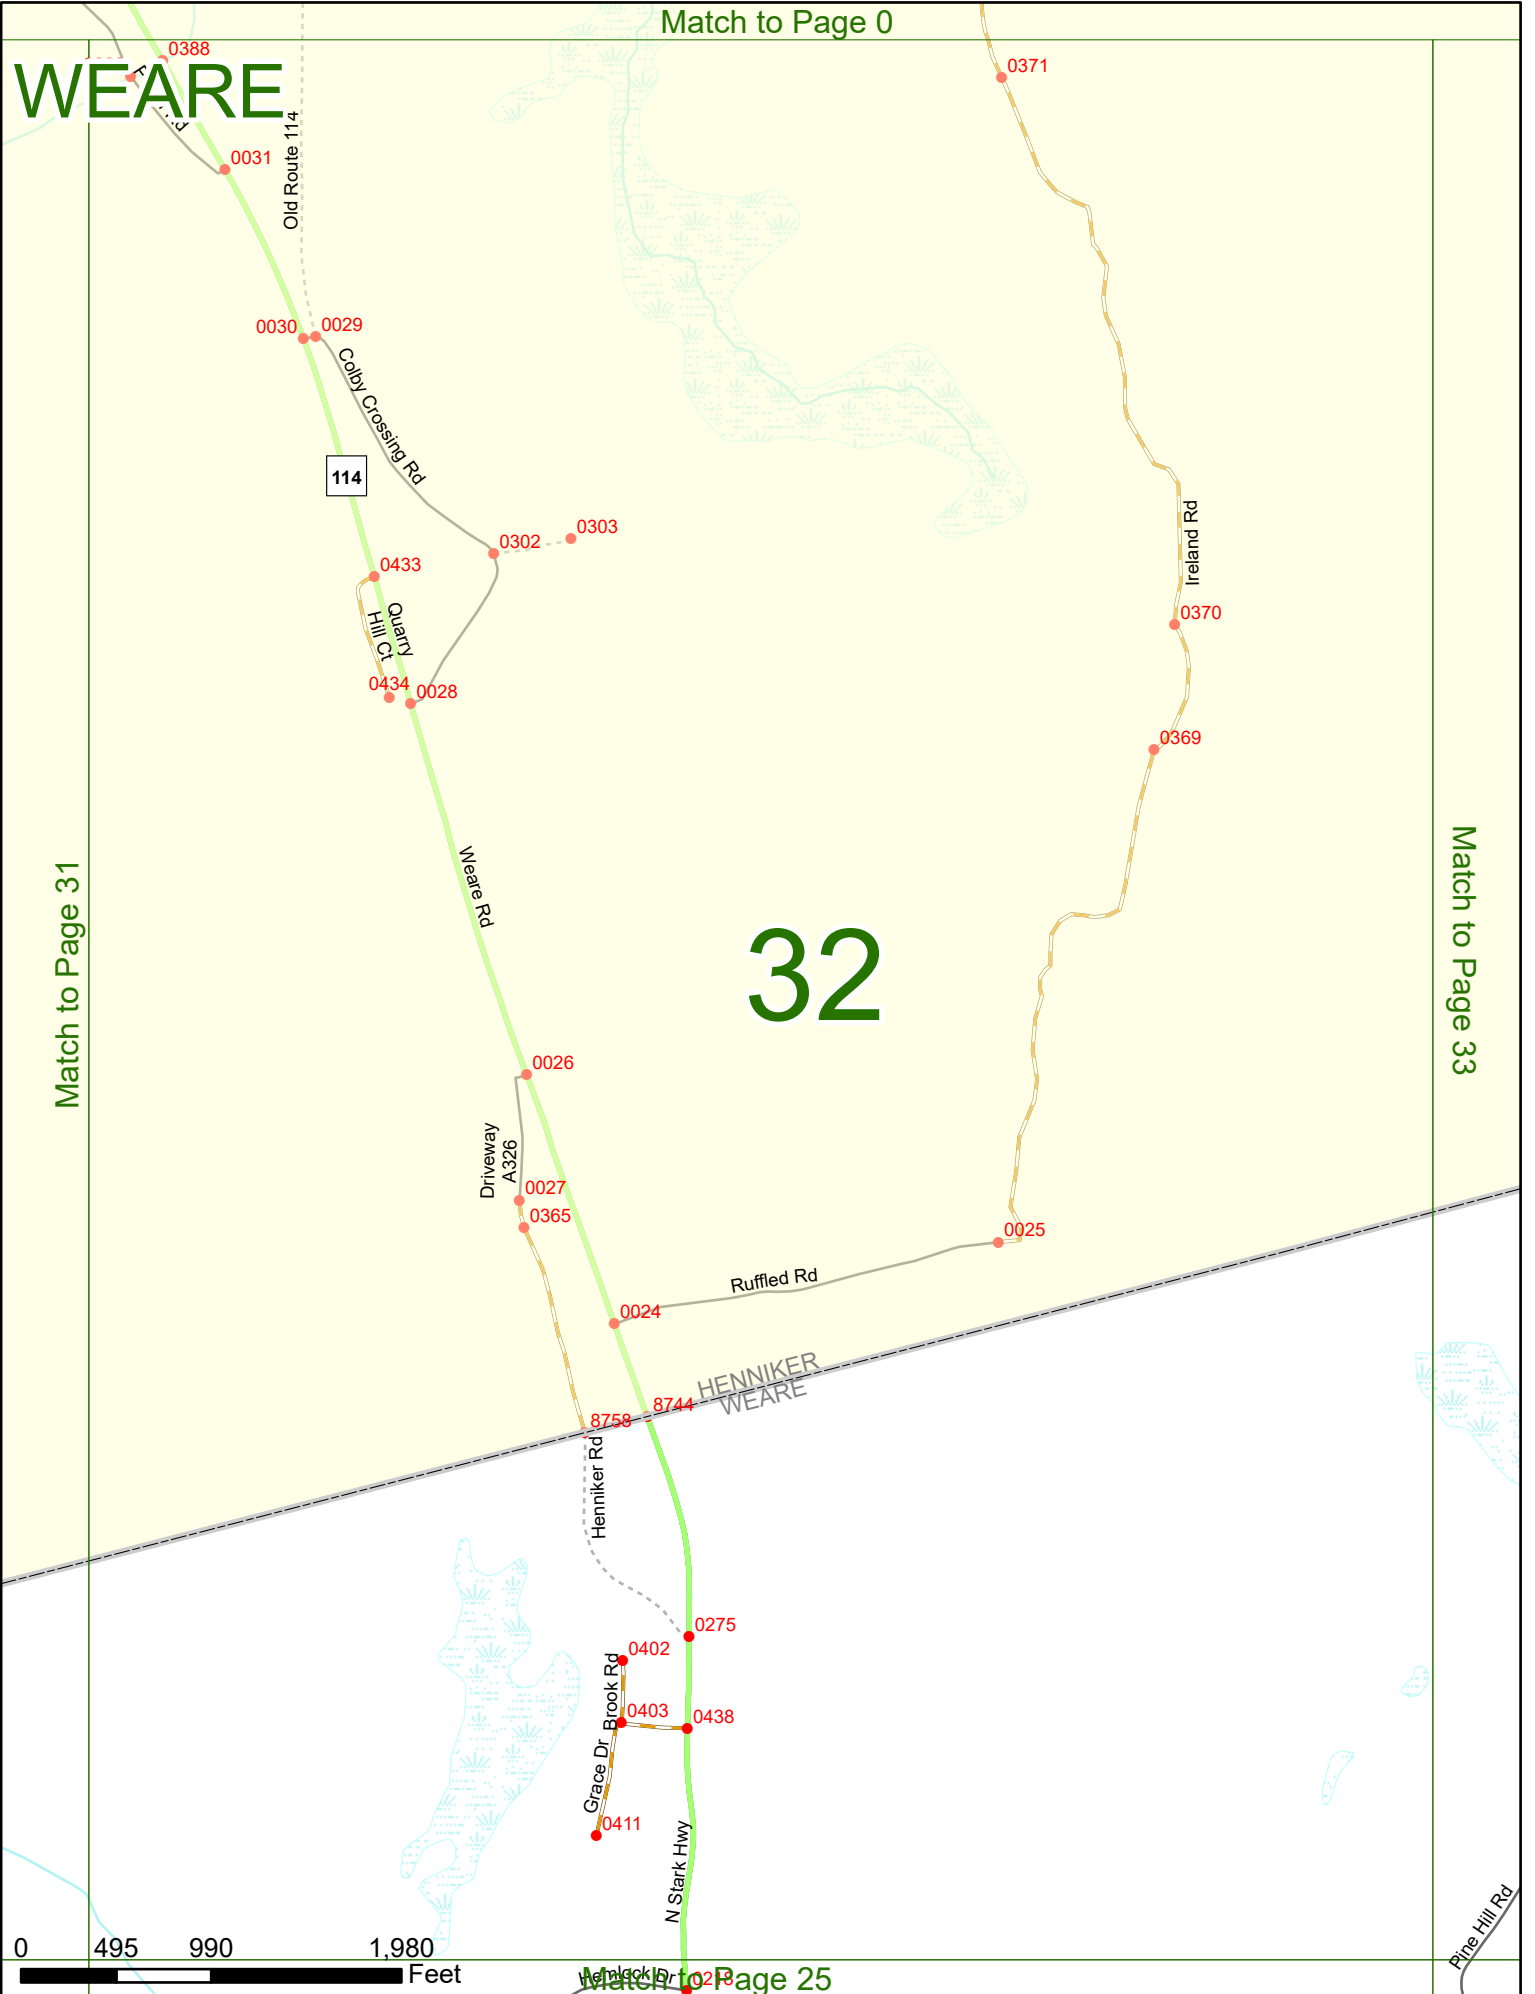 Match to Page 0
0388
0371
WEARE
Rd
0031
Old Route 114
0030
0029
Colby Crossing Rd
114
0303
0302
0433
Ireland Rd
Quarry
Hill Ct
0370
0434
0028
0369
Weare Rd
Match to Page 31
Match to Page 33
32
0026
Driveway
A326
0027
0365
0025
Ruffled Rd
0024
HENNIKER
WEARE
8744
8758
Henniker Rd
0275
0402
Brook Rd
0403
0438
Grace Dr
0411
N Stark Hwy
Pine Hill Rd
0 495 990 1,980
Feet
Hemlock Dr
0218
Match to Page 25